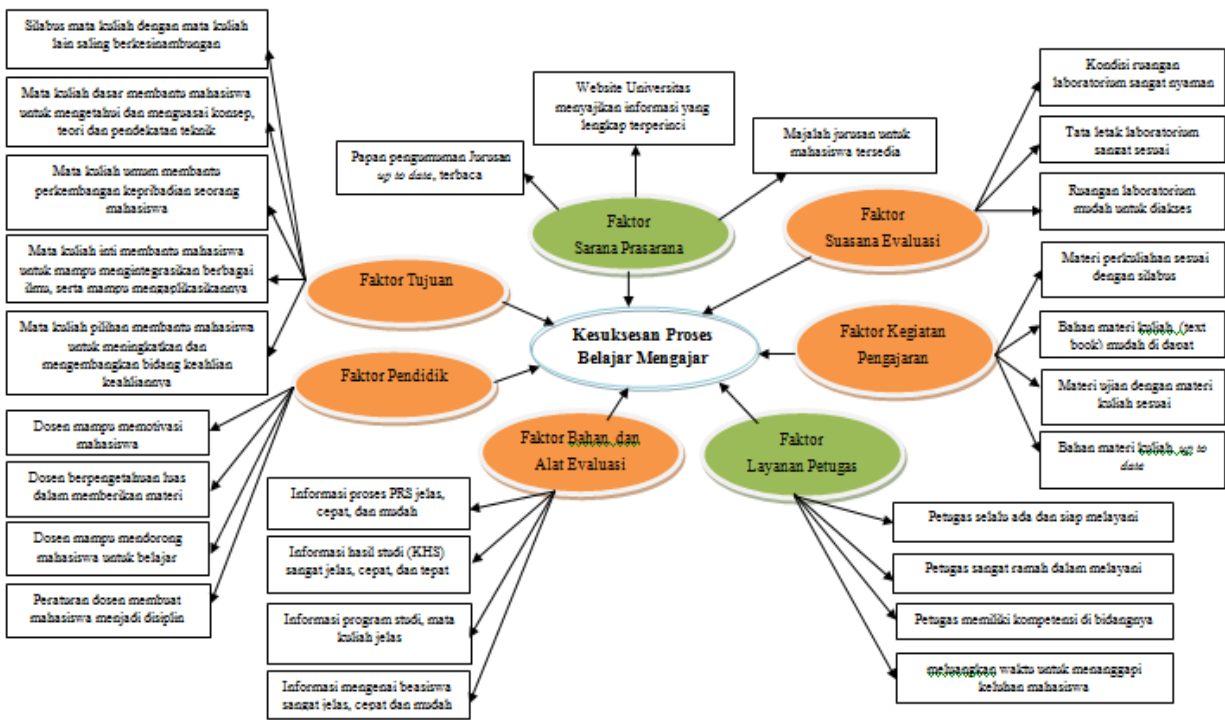 Silabus mata kuliah dengan mata kuliah
lain saling berkesinambungan
Mata kuliah dasar membantu mahasiswa
untuk mengetahui dan menguasai konsep,
teori dan pendekatan teknik
Mata kuliah umum membantu
perkembangan kepribadian seorang
mahasiswa
Mata kuliah inti membantu mahasiswa
untuk mampu mengintegrasikan berbagai
ilmu, serta mampu mengaplikasikannya
Mata kuliah pilihan membantu mahasiswa
untuk meningkatkan dan
mengembangkan bidang keahlian
keahliannya
Faktor Tujuan
Dosen mampu memotivasi
mahasiswa
Dosen berpengetahuan luas
dalam memberikan materi
Dosen mampu mendorong
mahasiswa untuk belajar
Peraturan dosen membuat
mahasiswa menjadi disiplin
Faktor Pendidik
Papan pengumuman Jurusan
up to date, terbaca
Website Universitas
menyajikan informasi yang
lengkap terperinci
Majalah jurusan untuk
mahasiswa tersedia
Faktor
Sarana Prasarana
Kesuksesan Proses
Belajar Mengajar
Faktor Bahan dan
Alat Evaluasi
Informasi proses PRS jelas,
cepat, dan mudah
Informasi hasil studi (KHS)
sangat jelas, cepat, dan tepat
Informasi program studi, mata
kuliah jelas
Informasi mengenai beasiswa
sangat jelas, cepat dan mudah
Faktor
Suasana Evaluasi
Kondisi ruangan
laboratorium sangat nyaman
Tata letak laboratorium
sangat sesuai
Ruangan laboratorium
mudah untuk diakses
Faktor Kegiatan
Pengajaran
Materi perkuliahan sesuai
dengan silabus
Bahan materi kuliah (text
book) mudah di dapat
Materi ujian dengan materi
kuliah sesuai
Bahan materi kuliah up to
date
Faktor
Layanan Petugas
Petugas selalu ada dan siap melayani
Petugas sangat ramah dalam melayani
Petugas memiliki kompetensi di bidangnya
meluangkan waktu untuk menanggapi
keluhan mahasiswa